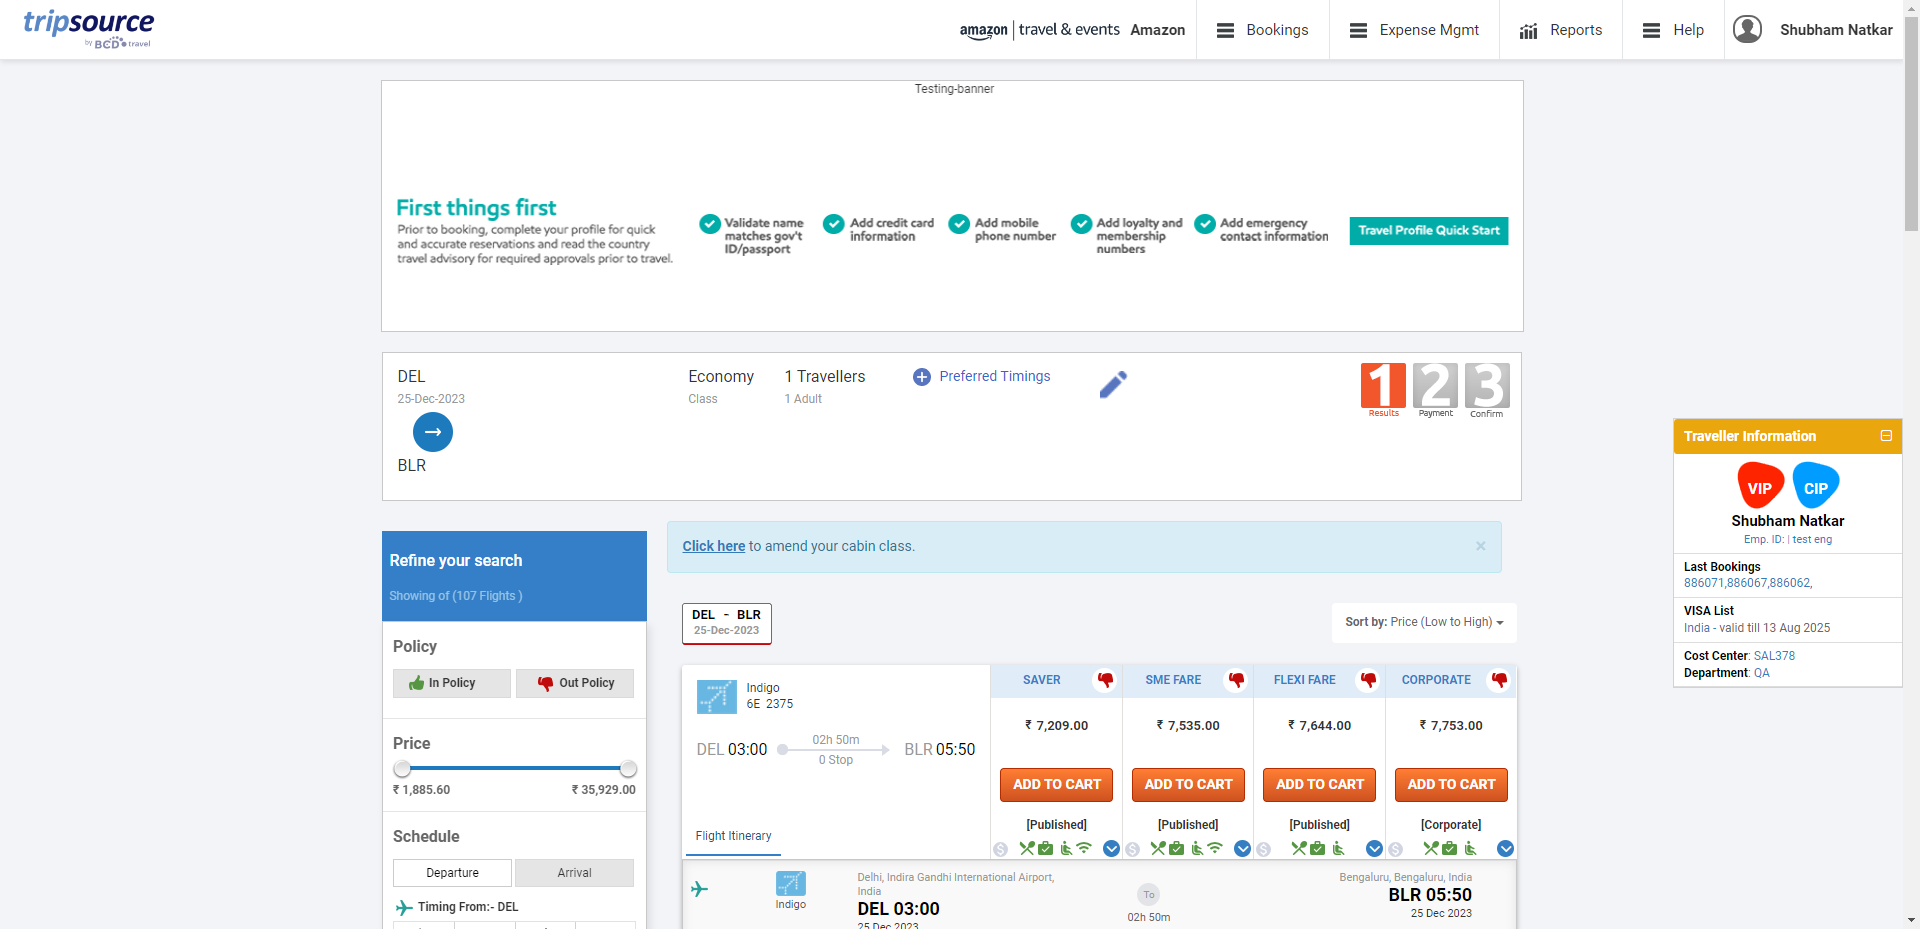 tripsource
by BCD travel
amazon | travel & events Amazon
Bookings
Expense Mgmt
Reports
Help
Shubham Natkar
Testing-banner
First things first
Prior to booking, complete your profile for quick
and accurate reservations and read the country
travel advisory for required approvals prior to travel.
Validate name
matches gov't
ID/passport
Add credit card
information
Add mobile
phone number
Add loyalty and
membership
numbers
Add emergency
contact information
Travel Profile Quick Start
DEL
25-Dec-2023
BLR
Economy
Class
1 Travellers
1 Adult
Preferred Timings
1 2 3
Results Payment Confirm
Traveller Information
VIP CIP
Shubham Natkar
Emp. ID: | test eng
Last Bookings
886071,886067,886062,
VISA List
India - valid till 13 Aug 2025
Cost Center: SAL378
Department: QA
Refine your search
Showing of (107 Flights )
Policy
In Policy Out Policy
Price
₹ 1,885.60 ₹ 35,929.00
Schedule
Departure Arrival
Timing From:- DEL
Click here to amend your cabin class. ×
DEL - BLR
25-Dec-2023
Sort by: Price (Low to High)
Indigo
6E 2375
DEL 03:00
02h 50m
0 Stop
BLR 05:50
Flight Itinerary
SAVER SME FARE FLEXI FARE CORPORATE
₹ 7,209.00 ₹ 7,535.00 ₹ 7,644.00 ₹ 7,753.00
ADD TO CART ADD TO CART ADD TO CART ADD TO CART
[Published] [Published] [Published] [Corporate]
Indigo
Delhi, Indira Gandhi International Airport,
India
DEL 03:00
25 Dec 2023
To
02h 50m
Bengaluru, Bengaluru, India
BLR 05:50
25 Dec 2023